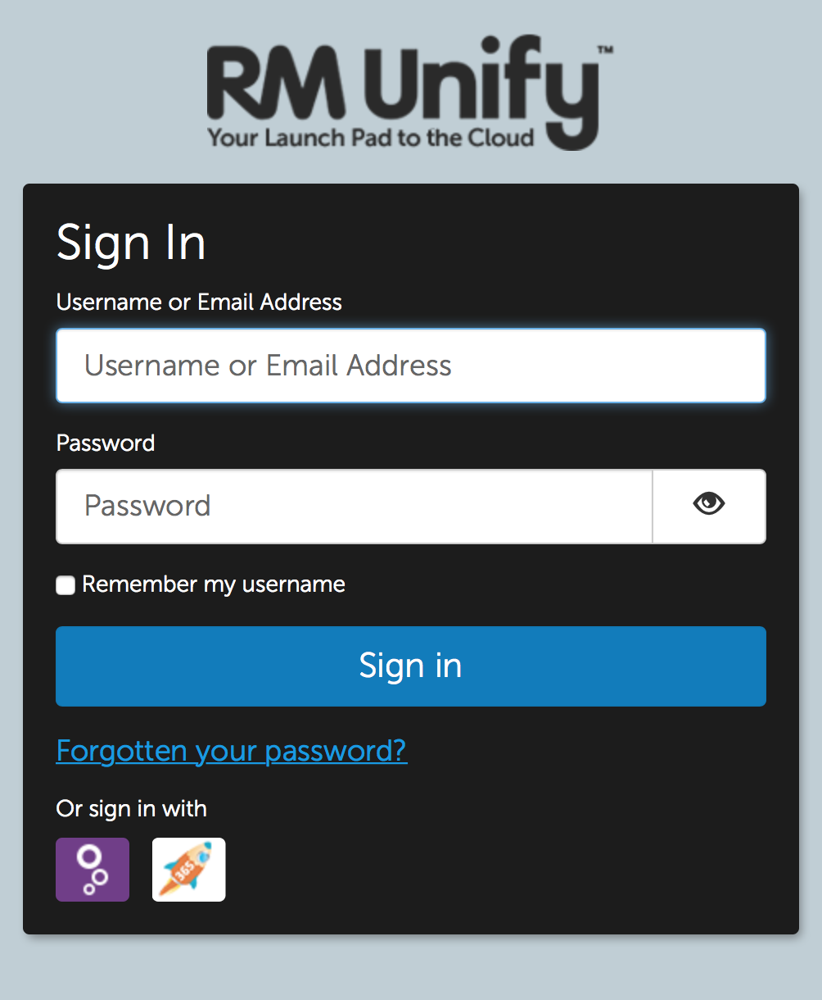 RM Unify™
Your Launch Pad to the Cloud
Sign In
Username or Email Address
Username or Email Address
Password
Password
Remember my username
Sign in
Forgotten your password?
Or sign in with
365